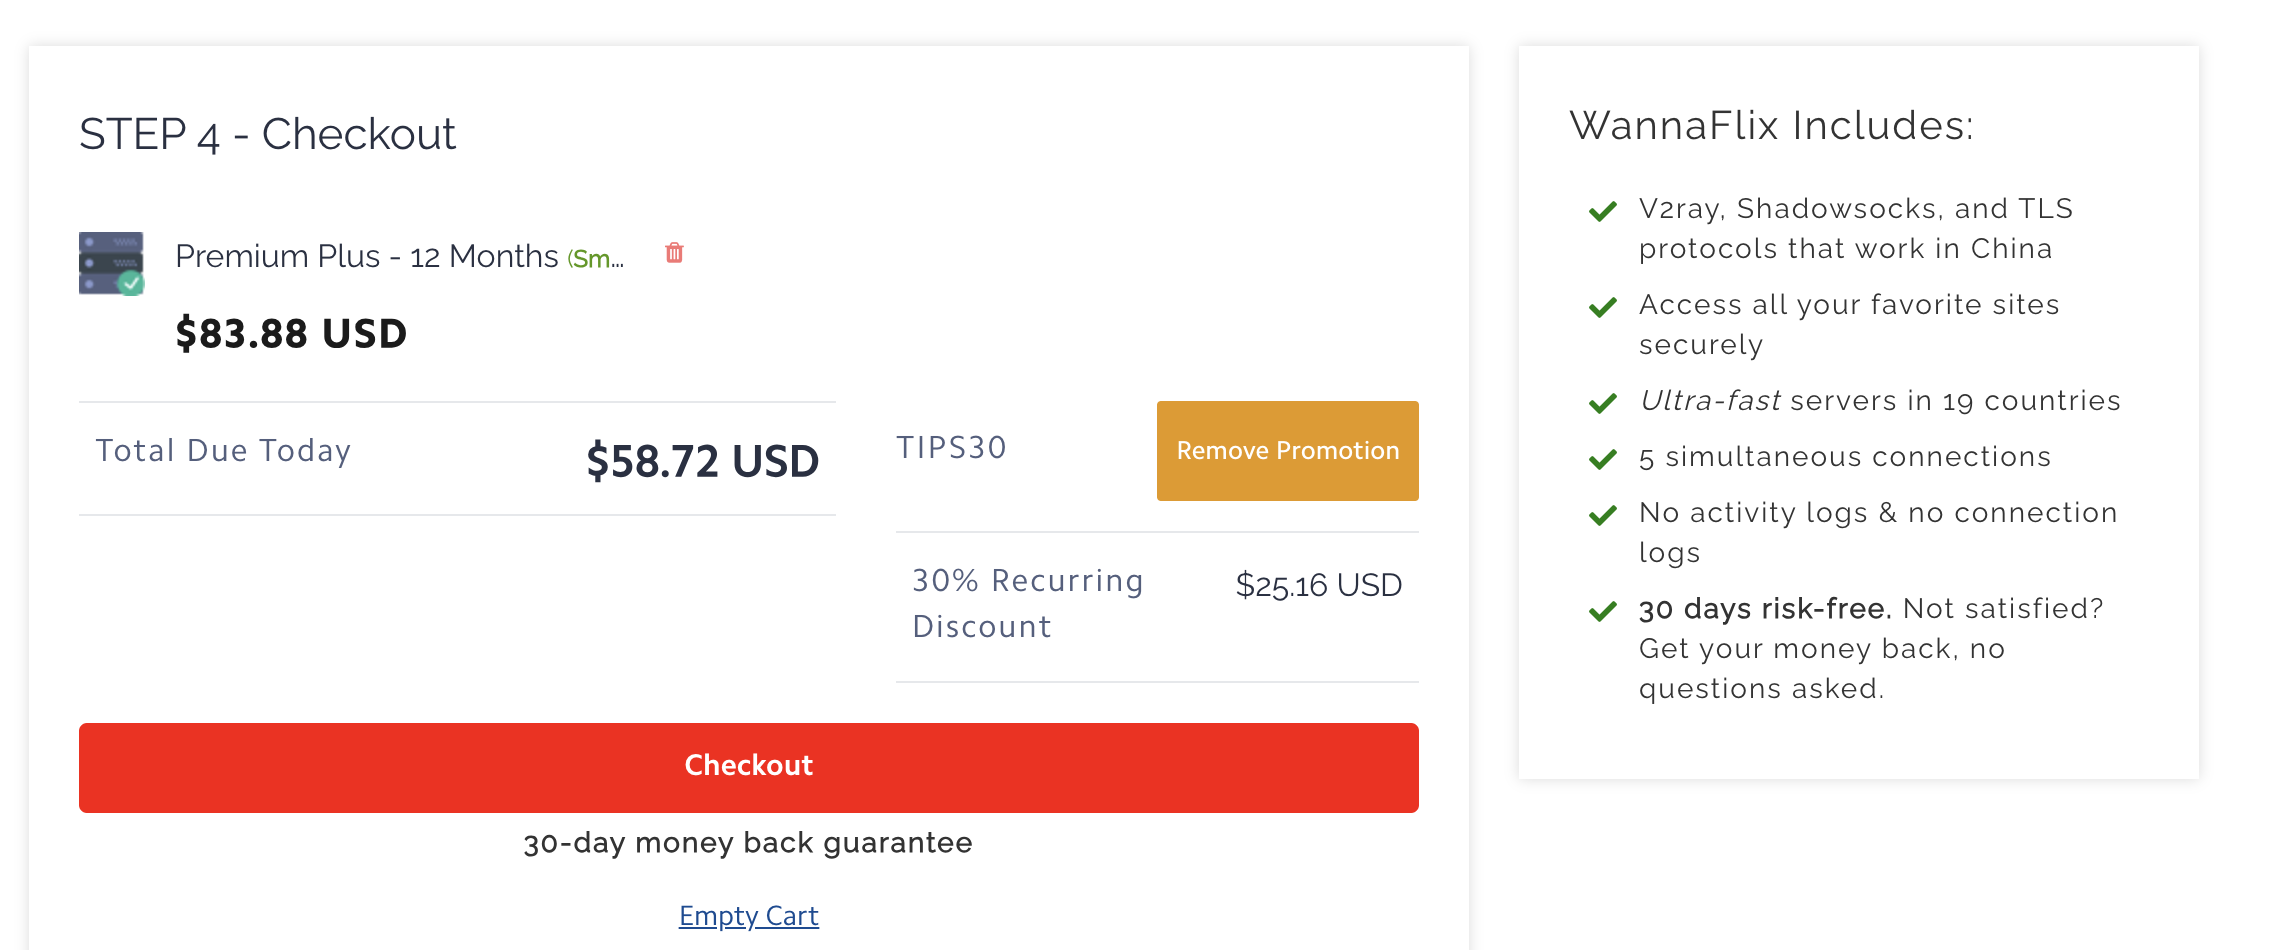 STEP 4 - Checkout
Premium Plus - 12 Months (Sm...
$83.88 USD
Total Due Today
$58.72 USD
TIPS30
Remove Promotion
30% Recurring
Discount
$25.16 USD
Checkout
30-day money back guarantee
Empty Cart
WannaFlix Includes:
V2ray, Shadowsocks, and TLS
protocols that work in China
Access all your favorite sites
securely
Ultra-fast servers in 19 countries
5 simultaneous connections
No activity logs & no connection
logs
30 days risk-free. Not satisfied?
Get your money back, no
questions asked.